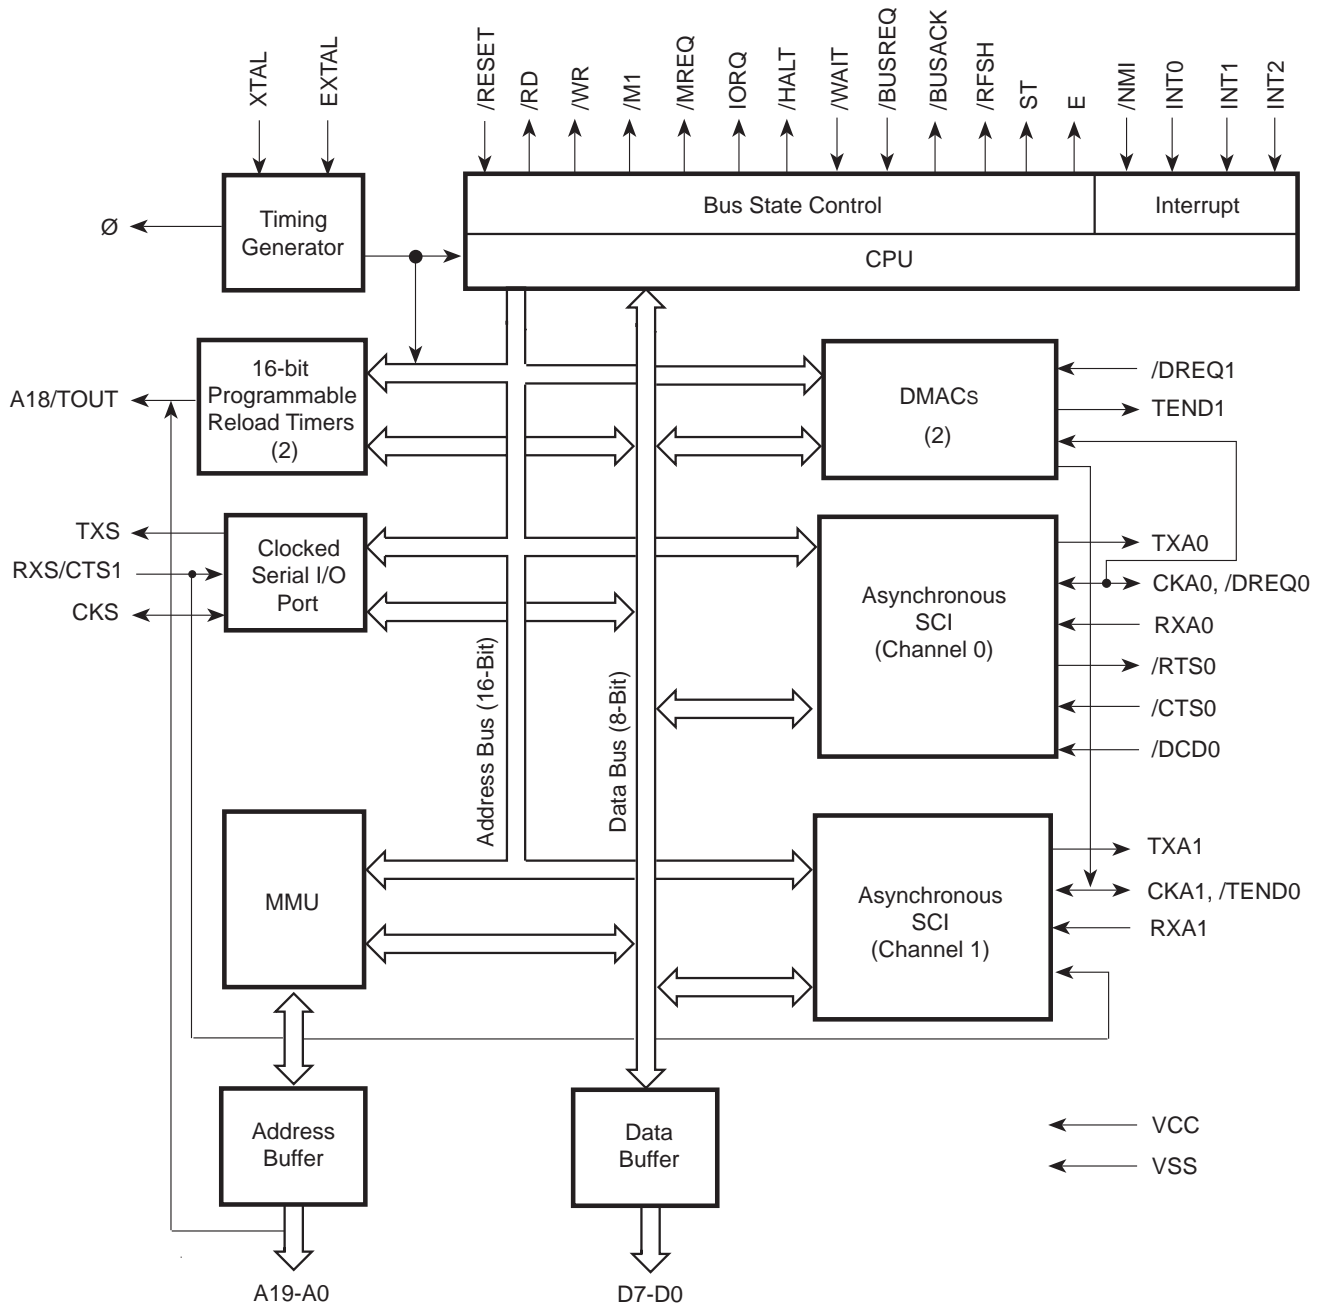 XTAL
EXTAL
/RESET
/RD
/WR
/M1
/MREQ
IORQ
/HALT
/WAIT
/BUSREQ
/BUSACK
/RFSH
ST
E
/NMI
INT0
INT1
INT2
Ø
Timing
Generator
Bus State Control
Interrupt
CPU
A18/TOUT
16-bit
Programmable
Reload Timers
(2)
DMACs
(2)
/DREQ1
TEND1
TXS
RXS/CTS1
CKS
Clocked
Serial I/O
Port
Address Bus (16-Bit)
Data Bus (8-Bit)
Asynchronous
SCI
(Channel 0)
TXA0
CKA0, /DREQ0
RXA0
/RTS0
/CTS0
/DCD0
MMU
Asynchronous
SCI
(Channel 1)
TXA1
CKA1, /TEND0
RXA1
Address
Buffer
Data
Buffer
VCC
VSS
A19-A0
D7-D0